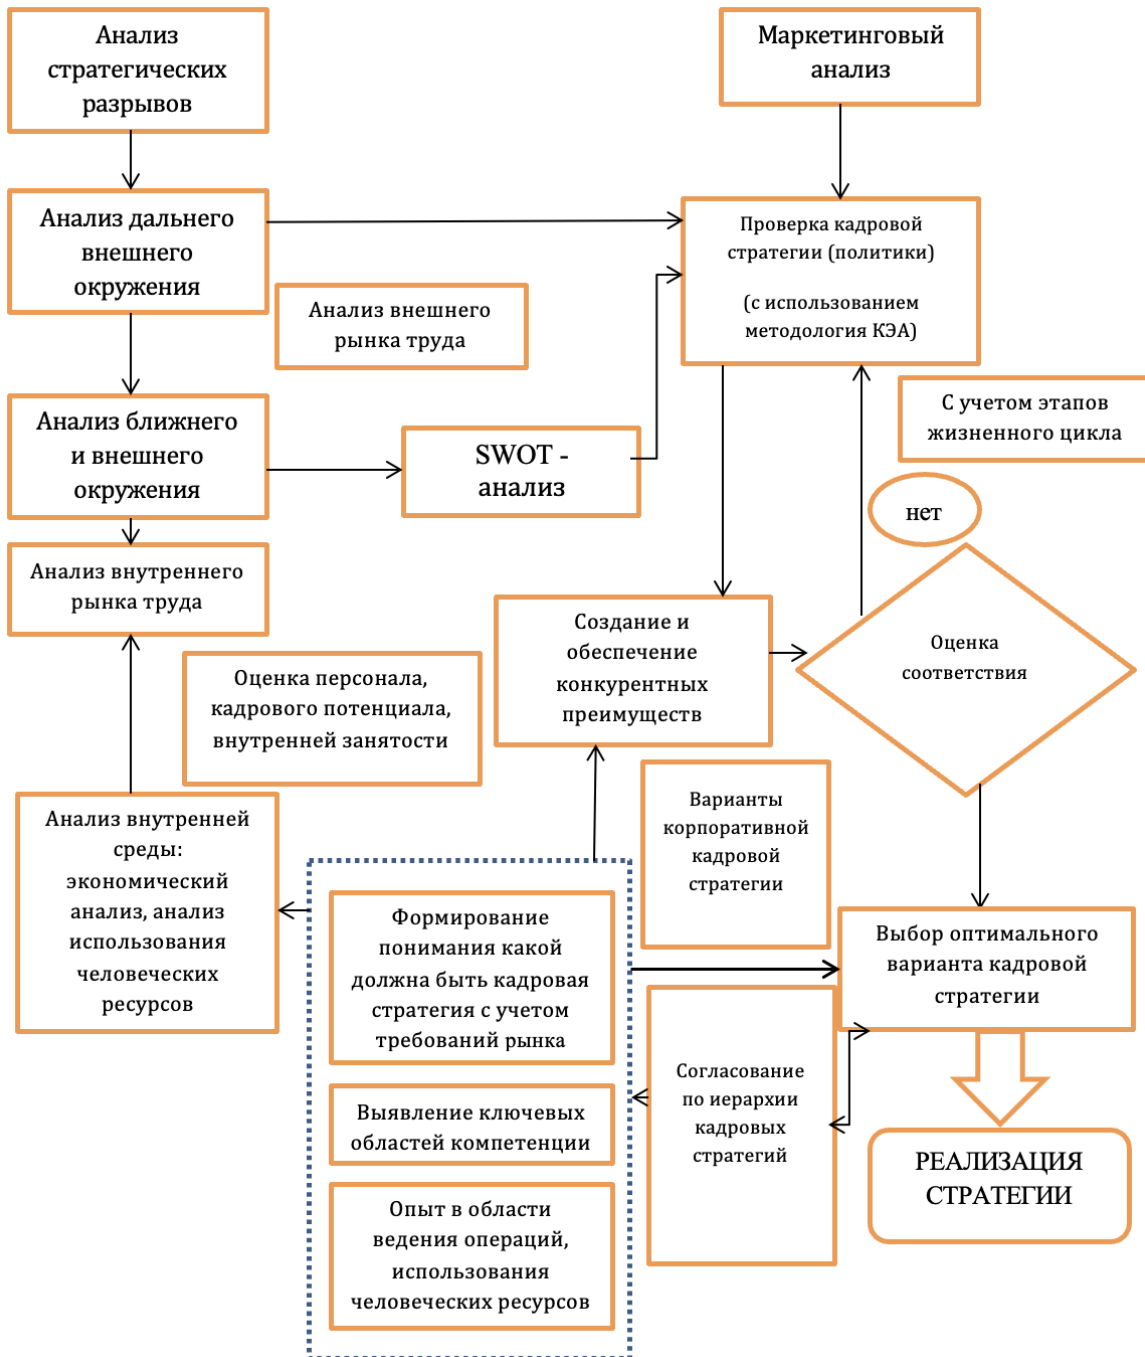 Анализ
стратегических
разрывов
Маркетинговый
анализ
Анализ дальнего
внешнего
окружения
Проверка кадровой
стратегии (политики)
(с использованием
методология КЭА)
Анализ внешнего
рынка труда
С учетом этапов
жизненного цикла
Анализ ближнего
и внешнего
окружения
SWOT -
анализ
нет
Анализ внутреннего
рынка труда
Создание и
обеспечение
конкурентных
преимуществ
Оценка
соответствия
Оценка персонала,
кадрового потенциала,
внутренней занятости
Варианты
корпоративной
кадровой
стратегии
Анализ внутренней
среды:
экономический
анализ, анализ
использования
человеческих
ресурсов
Формирование
понимания какой
должна быть кадровая
стратегия с учетом
требований рынка
Выбор оптимального
варианта кадровой
стратегии
Согласование
по иерархии
кадровых
стратегий
Выявление ключевых
областей компетенции
РЕАЛИЗАЦИЯ
СТРАТЕГИИ
Опыт в области
ведения операций,
использования
человеческих ресурсов